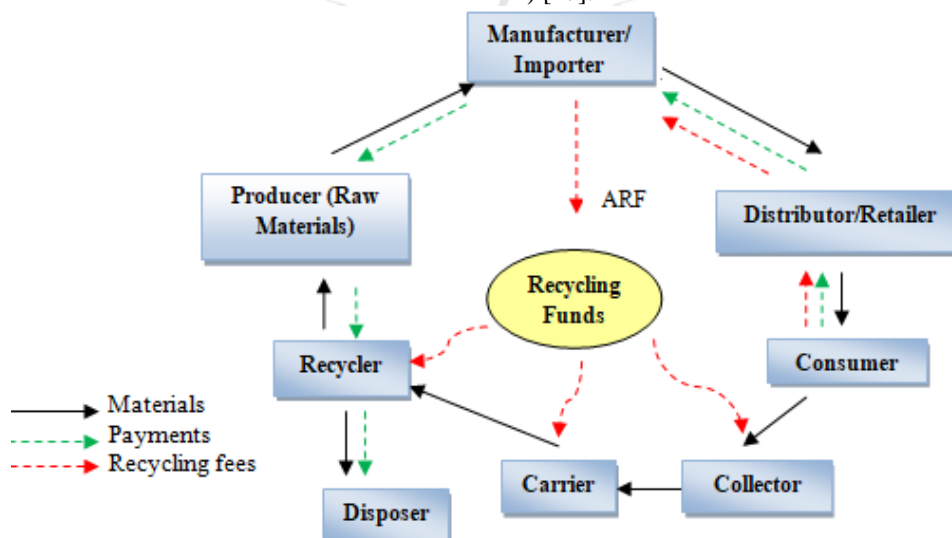 Manufacturer/
Importer
Producer (Raw
Materials)
ARF
Distributor/Retailer
Recycling
Funds
Recycler
Consumer
Materials
Payments
Recycling fees
Carrier
Collector
Disposer